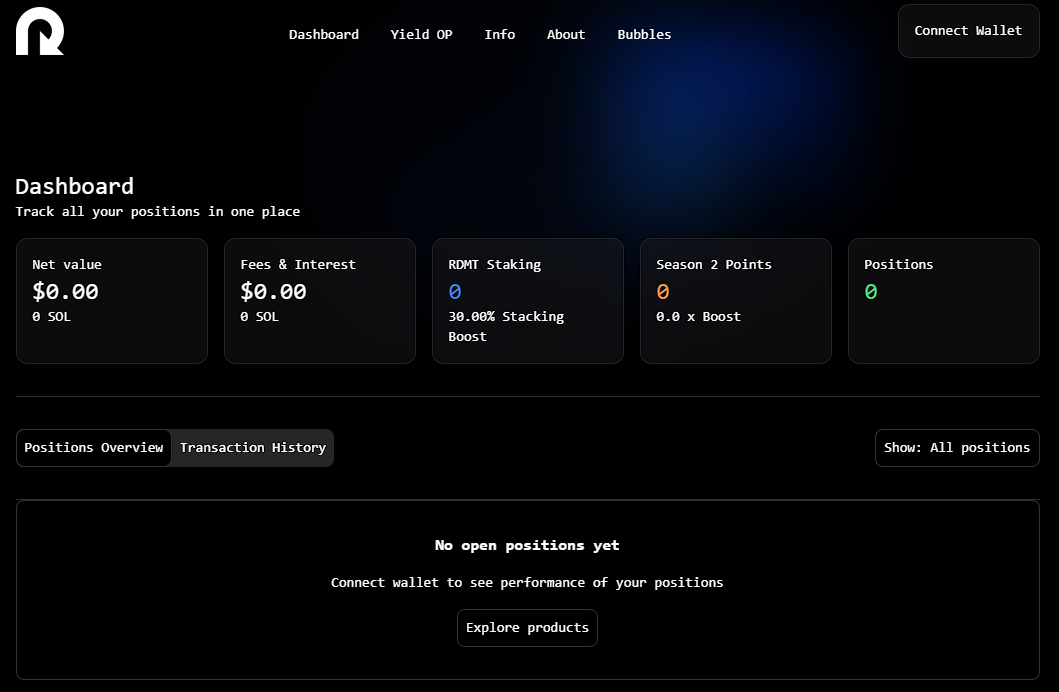 Dashboard
Yield OP
Info
About
Bubbles
Connect Wallet
Dashboard
Track all your positions in one place
Net value
$0.00
0 SOL
Fees & Interest
$0.00
0 SOL
RDMT Staking
0
30.00% Stacking
Boost
Season 2 Points
0
0.0 x Boost
Positions
0
Positions Overview
Transaction History
Show: All positions
No open positions yet
Connect wallet to see performance of your positions
Explore products